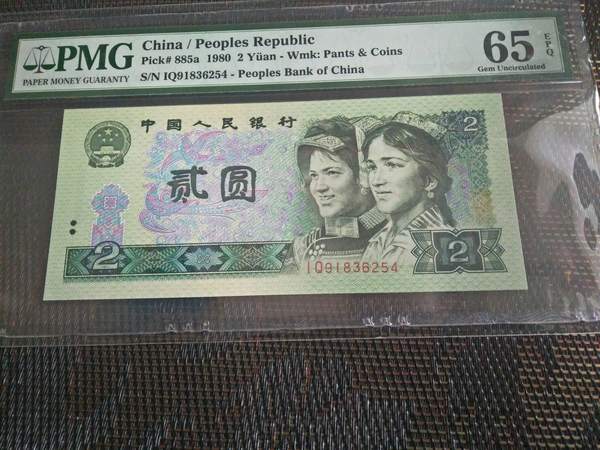 PMG
PAPER MONEY GUARANTY
China / Peoples Republic
Pick# 885a 1980 2 Yüan - Wmk: Pants & Coins
S/N IQ91836254 - Peoples Bank of China
65 EPQ
Gem Uncirculated
中国人民银行
2
贰圆
2
2
IQ91836254